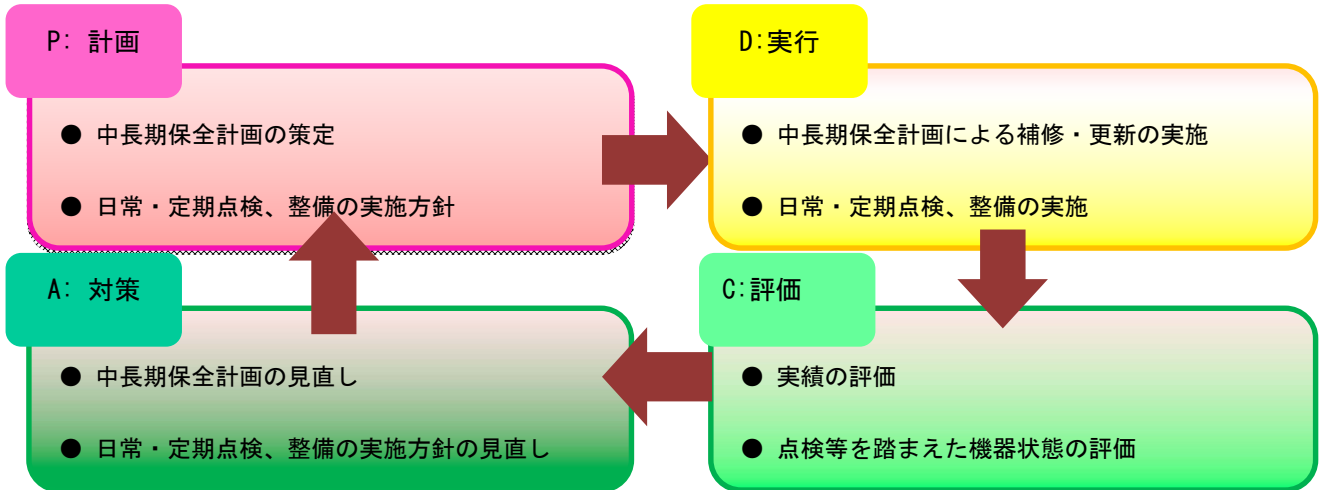 P: 計画
● 中長期保全計画の策定
● 日常・定期点検、整備の実施方針
D:実行
● 中長期保全計画による補修・更新の実施
● 日常・定期点検、整備の実施
C:評価
● 実績の評価
● 点検等を踏まえた機器状態の評価
A: 対策
● 中長期保全計画の見直し
● 日常・定期点検、整備の実施方針の見直し